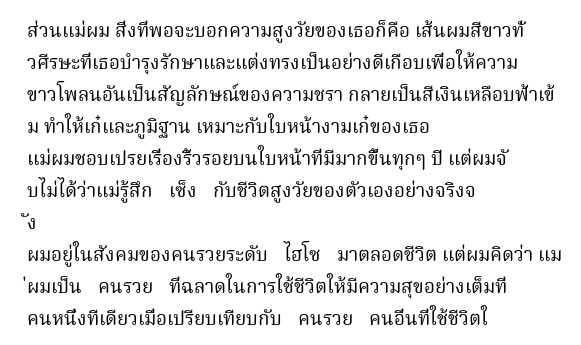 ส่วนแม่ผม สิ่งที่พอจะบอกความสูงวัยของเธอก็คือ เส้นผมสีขาวทั
่วศีรษะที่เธอบำรุงรักษาและแต่งทรงเป็นอย่างดีเกือบเพื่อให้ความ
ขาวโพลนอันเป็นสัญลักษณ์ของความชรา กลายเป็นสีเงินเหลือบฟ้าเข้
ม ทำให้เก๋และภูมิฐาน เหมาะกับใบหน้างามเก๋ของเธอ
แม่ผมชอบเปรยเรื่องริ้วรอยบนใบหน้าที่มีมากขึ้นทุกๆ ปี แต่ผมจั
บไม่ได้ว่าแม่รู้สึก เซ็ง กับชีวิตสูงวัยของตัวเองอย่างจริงจ
ัง
ผมอยู่ในสังคมของคนรวยระดับ ไฮโซ มาตลอดชีวิต แต่ผมคิดว่า แม
่ผมเป็น คนรวย ที่ฉลาดในการใช้ชีวิตให้มีความสุขอย่างเต็มที่
คนหนึ่งทีเดียวเมื่อเปรียบเทียบกับ คนรวย คนอื่นที่ใช้ชีวิตใ